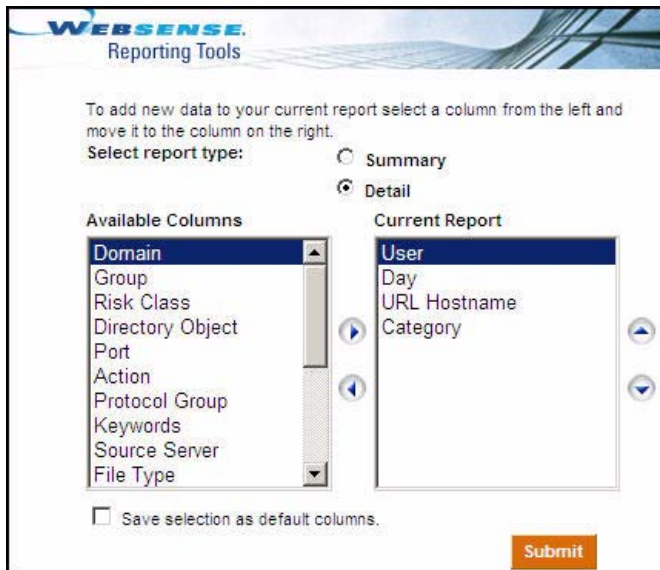 WEBSENSE.
Reporting Tools
To add new data to your current report select a column from the left and
move it to the column on the right.
Select report type:
Summary
Detail
Available Columns
Current Report
Domain
Group
Risk Class
Directory Object
Port
Action
Protocol Group
Keywords
Source Server
File Type
User
Day
URL Hostname
Category
Save selection as default columns.
Submit